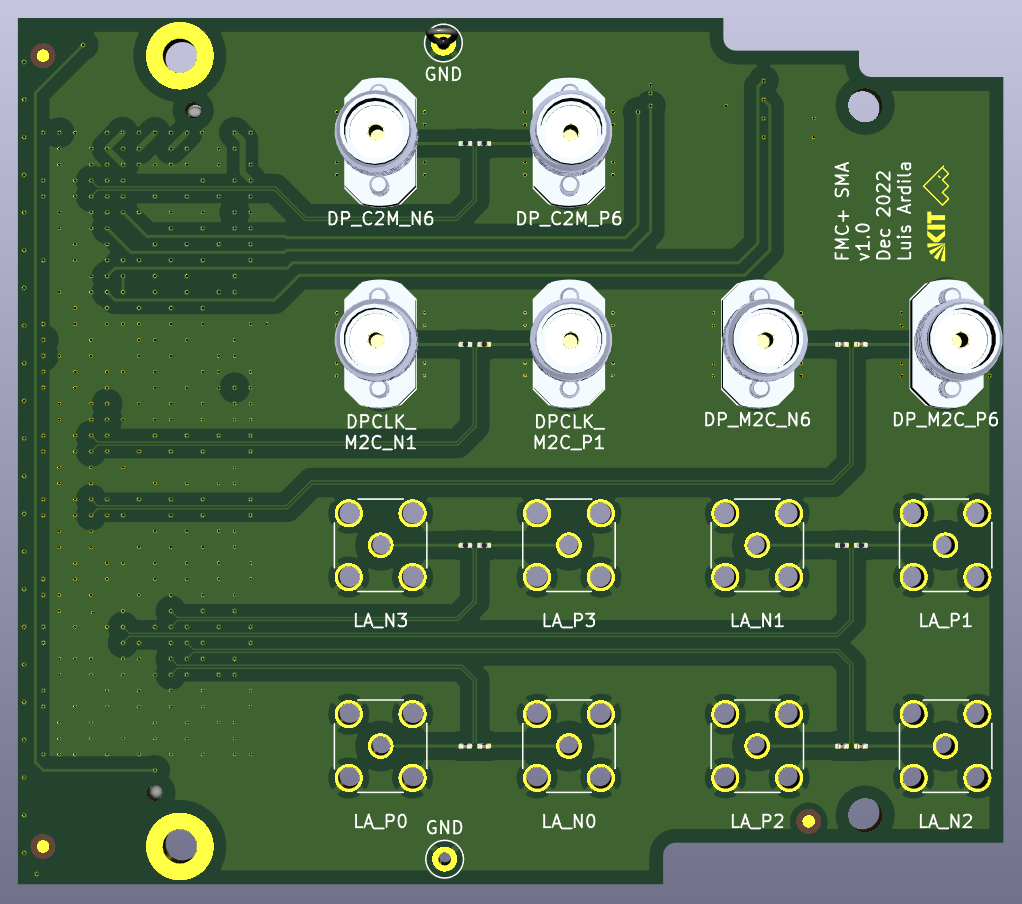 GND
DP_C2M_N6
DP_C2M_P6
FMC+ SMA
v1.0
Dec 2022
Luis Ardila
KIT
DPCLK_
M2C_N1
DPCLK_
M2C_P1
DP_M2C_N6
DP_M2C_P6
LA_N3
LA_P3
LA_N1
LA_P1
LA_P0
LA_N0
LA_P2
LA_N2
GND